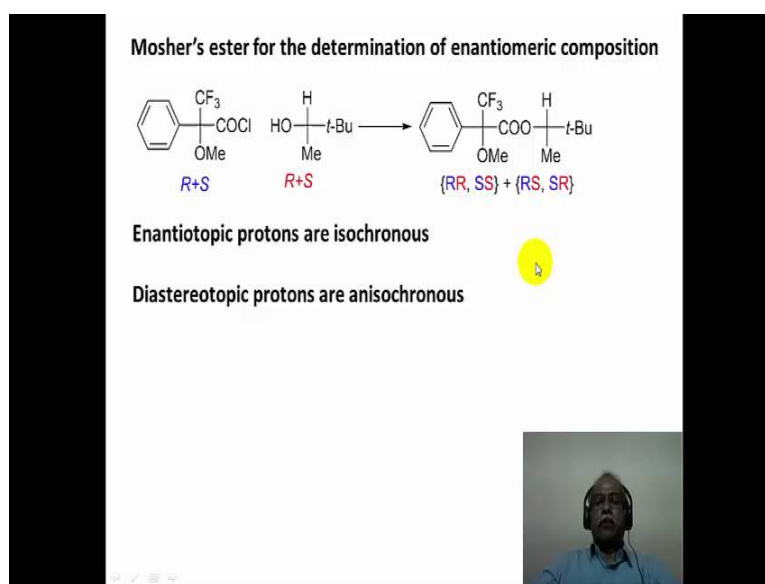 Mosher's ester for the determination of enantiomeric composition
CF3 H CF3 H
COCl HO t-Bu COO t-Bu
OMe Me OMe Me
R+S R+S {RR, SS} + {RS, SR}
Enantiotopic protons are isochronous
Diastereotopic protons are anisochronous